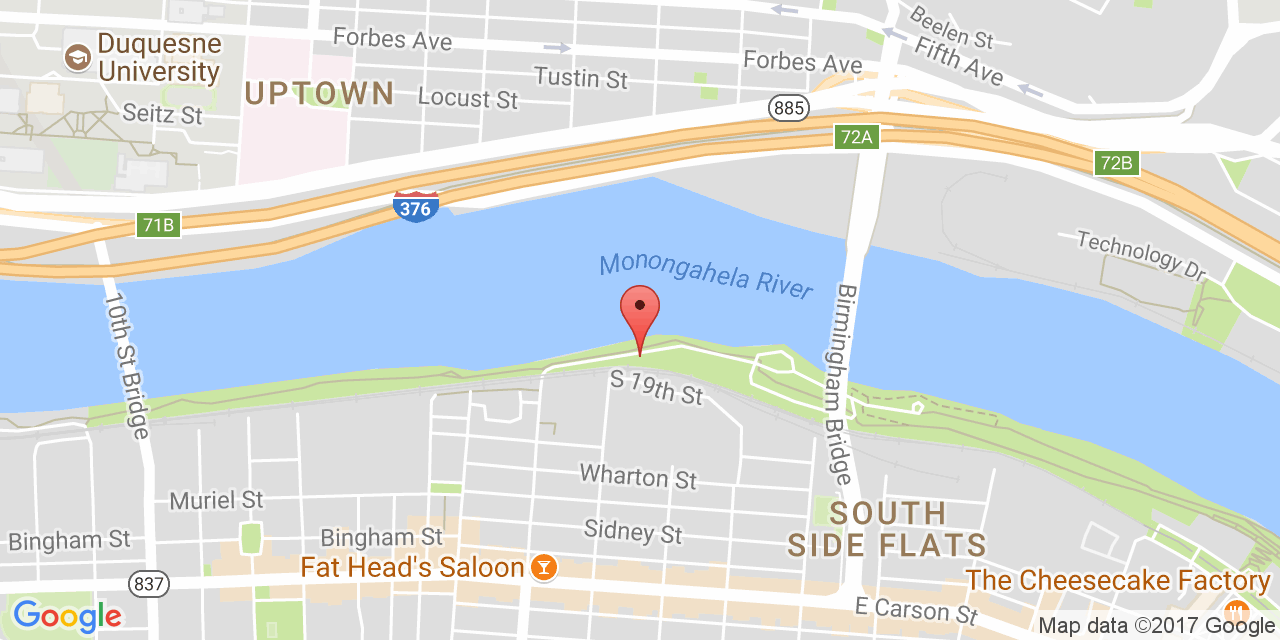 Beelen St
Forbes Ave
Duquesne
University
Fifth Ave
Forbes Ave
Tustin St
UPTOWN
Locust St
885
Seitz St
72A
72B
376
71B
Technology Dr
Monongahela River
10th St Bridge
Birmingham Bridge
S 19th St
Wharton St
Muriel St
SOUTH
SIDE FLATS
Sidney St
Bingham St
Bingham St
Fat Head's Saloon
837
The Cheesecake Factory
E Carson St
Google
Map data ©2017 Google